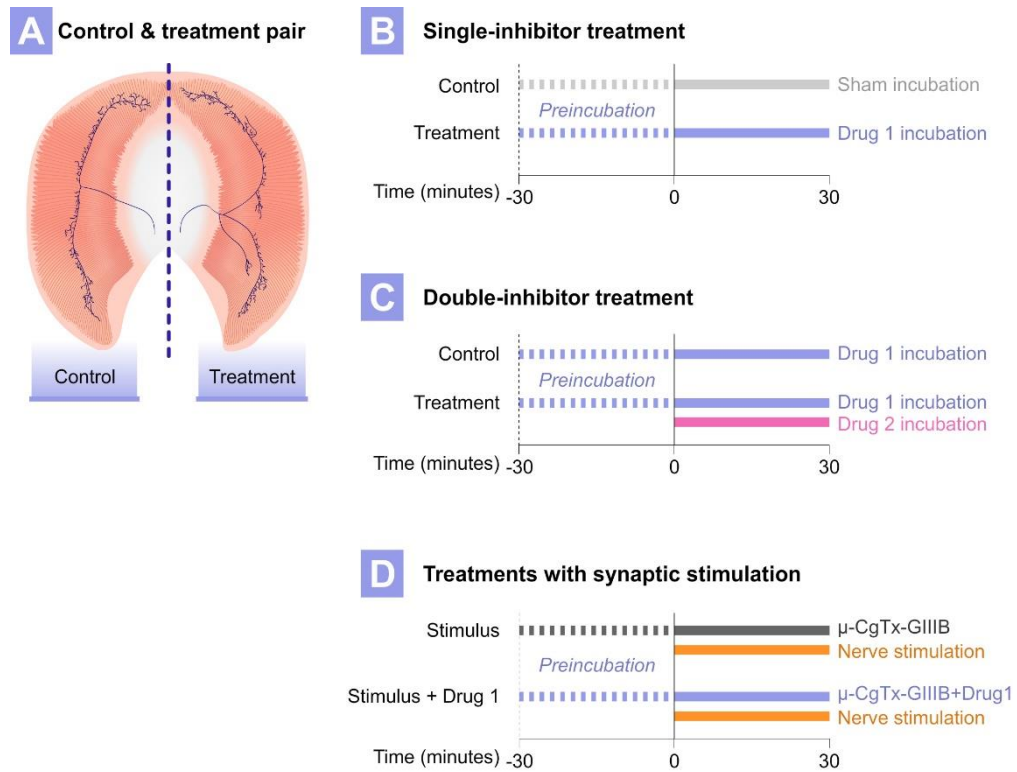 A Control & treatment pair
Control
Treatment
B Single-inhibitor treatment
Control
Sham incubation
Preincubation
Treatment
Drug 1 incubation
Time (minutes) -30 0 30
C Double-inhibitor treatment
Control
Drug 1 incubation
Preincubation
Treatment
Drug 1 incubation
Drug 2 incubation
Time (minutes) -30 0 30
D Treatments with synaptic stimulation
Stimulus
µ-CgTx-GIIIB
Nerve stimulation
Preincubation
Stimulus + Drug 1
µ-CgTx-GIIIB+Drug1
Nerve stimulation
Time (minutes) -30 0 30